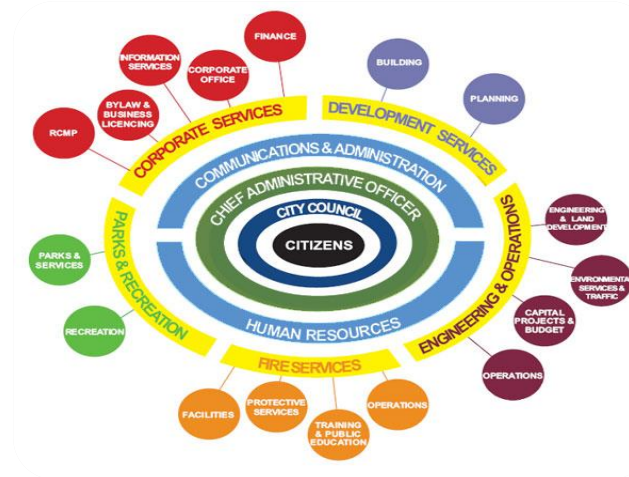 FINANCE
INFORMATION
SERVICES
CORPORATE
OFFICE
BYLAW &
BUSINESS
LICENCING
RCMP
CORPORATE SERVICES
BUILDING
PLANNING
DEVELOPMENT SERVICES
COMMUNICATIONS & ADMINISTRATION
CHIEF ADMINISTRATIVE OFFICER
CITY COUNCIL
CITIZENS
HUMAN RESOURCES
PARKS & RECREATION
PARKS &
SERVICES
RECREATION
ENGINEERING & OPERATIONS
ENGINEERING
& LAND
DEVELOPMENT
ENVIRONMENTAL
SERVICES &
TRAFFIC
CAPITAL
PROJECTS &
BUDGET
OPERATIONS
FIRE SERVICES
FACILITIES
PROTECTIVE
SERVICES
TRAINING
& PUBLIC
EDUCATION
OPERATIONS